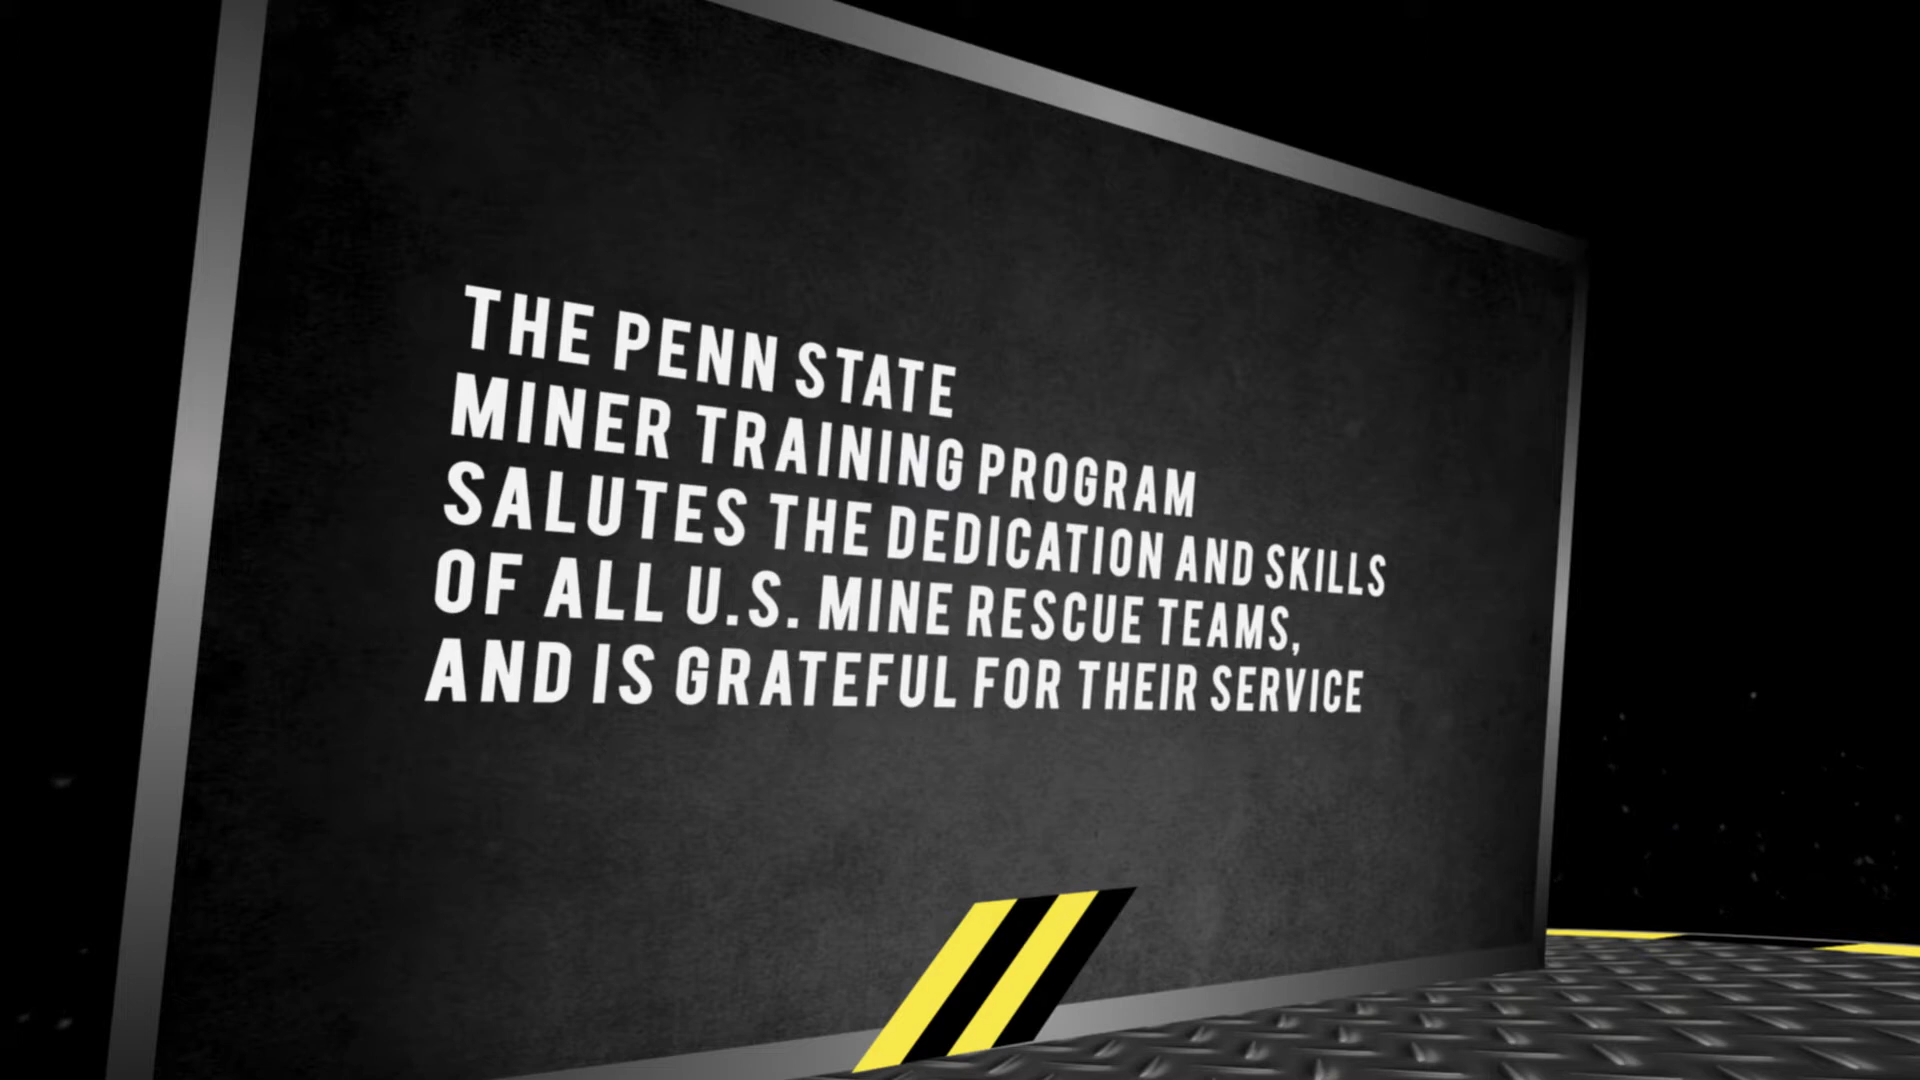 THE PENN STATE
MINER TRAINING PROGRAM
SALUTES THE DEDICATION AND SKILLS
OF ALL U.S. MINE RESCUE TEAMS,
AND IS GRATEFUL FOR THEIR SERVICE